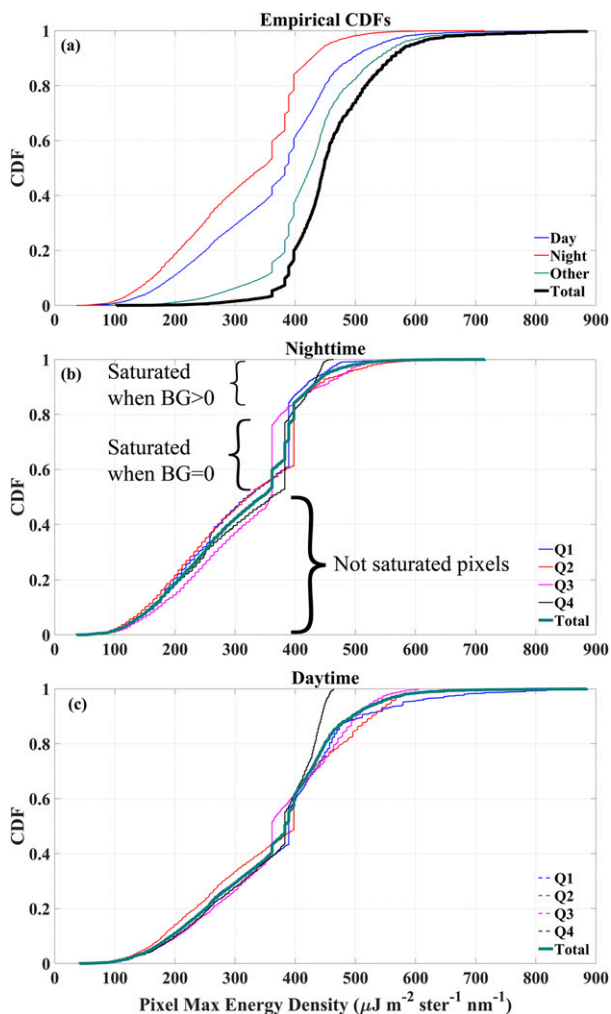 Empirical CDFs
(a)
CDF
1
0.8
0.6
0.4
0.2
0
Day
Night
Other
Total
0 100 200 300 400 500 600 700 800 900
Nighttime
(b)
CDF
1
0.8
0.6
0.4
0.2
0
Saturated
when BG>0
Saturated
when BG=0
Not saturated pixels
Q1
Q2
Q3
Q4
Total
0 100 200 300 400 500 600 700 800 900
Daytime
(c)
CDF
1
0.8
0.6
0.4
0.2
0
Q1
Q2
Q3
Q4
Total
0 100 200 300 400 500 600 700 800 900
Pixel Max Energy Density (μJ m⁻² ster⁻¹ nm⁻¹)